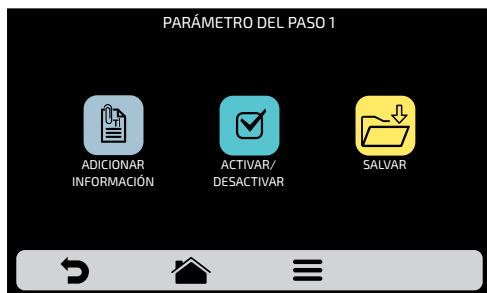 PARÁMETRO DEL PASO 1
ADICIONAR
INFORMACIÓN
ACTIVAR/
DESACTIVAR
SALVAR